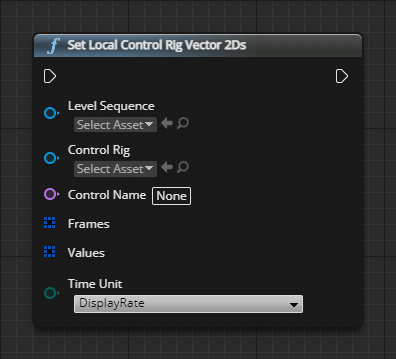 f Set Local Control Rig Vector 2Ds
Level Sequence
Select Asset
Control Rig
Select Asset
Control Name None
Frames
Values
Time Unit
DisplayRate